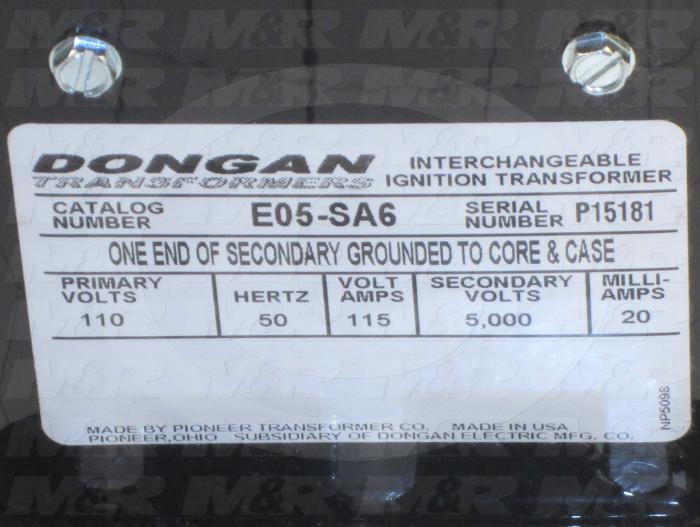 DONGAN
TRANSFORMERS
INTERCHANGEABLE
IGNITION TRANSFORMER
CATALOG NUMBER E05-SA6 SERIAL NUMBER P15181
ONE END OF SECONDARY GROUNDED TO CORE & CASE
PRIMARY VOLTS HERTZ VOLT AMPS SECONDARY VOLTS MILLI-AMPS
110 50 115 5,000 20
MADE BY PIONEER TRANSFORMER CO. MADE IN USA
PIONEER,OHIO SUBSIDIARY OF DONGAN ELECTRIC MFG. CO.
NP5098
M&R